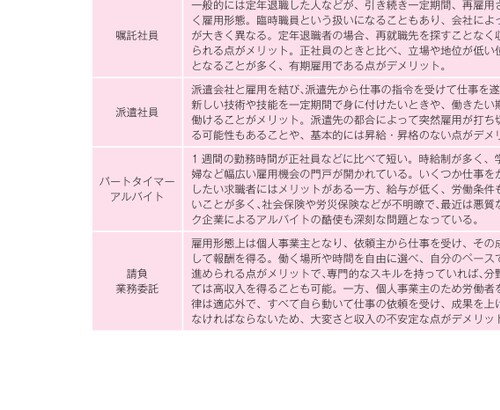 一般的には定年退職した人などが、引き続き一定期間、再雇用さ
く雇用形態。臨時職員という扱いになることもあり、会社によっ
嘱託社員
が大きく異なる。定年退職者の場合、再就職先を探すことなく収
られる点がメリット。正社員のときと比べ、立場や地位が低い位
となることが多く、有期雇用である点がデメリット。
派遣会社と雇用を結び、派遣先から仕事の指令を受けて仕事を遂
新しい技術や技能を一定期間で身に付けたいときや、働きたい期
派遣社員
働けることがメリット。派遣先の都合によって突然雇用が打ち切
る可能性もあることや、基本的には昇給・昇格のない点がデメリ
1 週間の勤務時間が正社員などに比べて短い。時給制が多く、学
婦など幅広い雇用機会の門戸が開かれている。いくつか仕事をか
パートタイマー
アルバイト
したい求職者にはメリットがある一方、給与が低く、労働条件も
いことが多く、社会保険や労災保険などが不明瞭で、最近は悪質な
ク企業によるアルバイトの酷使も深刻な問題となっている。
雇用形態上は個人事業主となり、依頼主から仕事を受け、その成
して報酬を得る。働く場所や時間を自由に選べ、自分のペースで
請負
業務委託
進められる点がメリットで、専門的なスキルを持っていれば、分野
ては高収入を得ることも可能。一方、個人事業主のため労働者を
律は適応外で、すべて自ら動いて仕事の依頼を受け、成果を上げ
なければならないため、大変さと収入の不安定な点がデメリット